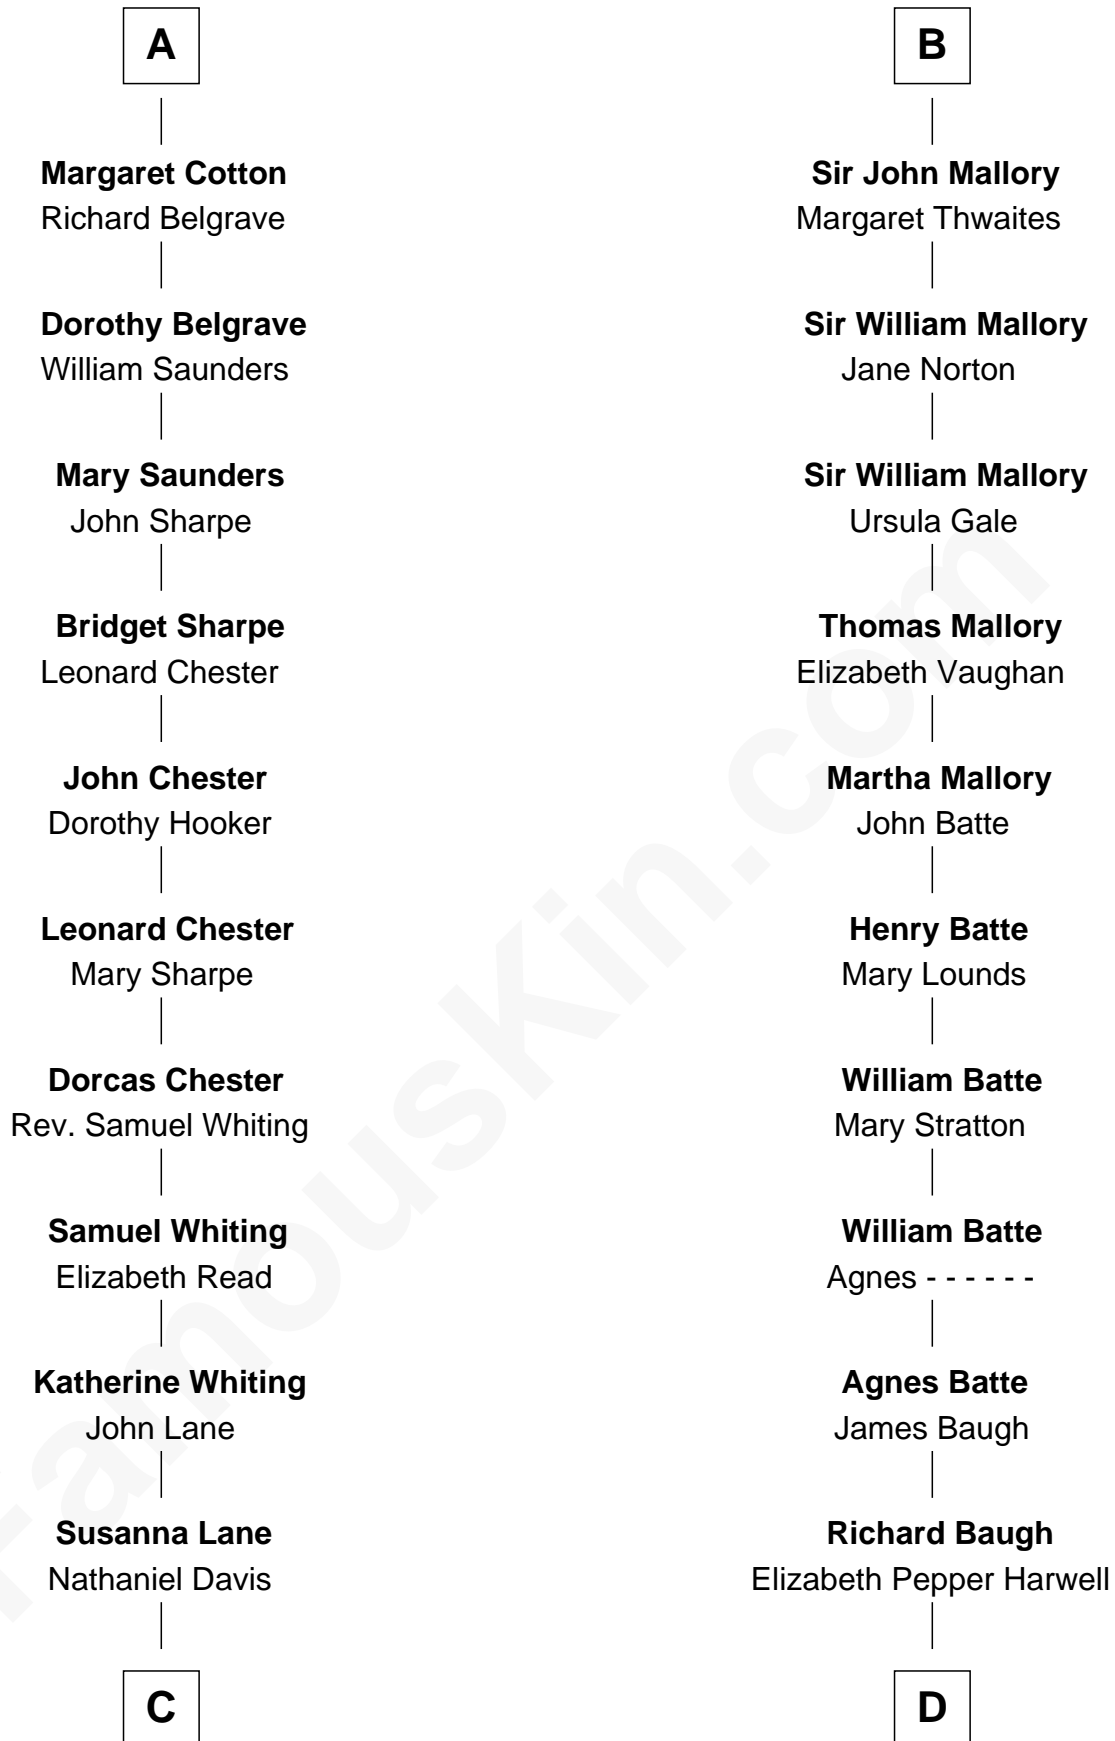 A
Margaret Cotton
Richard Belgrave
Dorothy Belgrave
William Saunders
Mary Saunders
John Sharpe
Bridget Sharpe
Leonard Chester
John Chester
Dorothy Hooker
Leonard Chester
Mary Sharpe
Dorcas Chester
Rev. Samuel Whiting
Samuel Whiting
Elizabeth Read
Katherine Whiting
John Lane
Susanna Lane
Nathaniel Davis
C
B
Sir John Mallory
Margaret Thwaites
Sir William Mallory
Jane Norton
Sir William Mallory
Ursula Gale
Thomas Mallory
Elizabeth Vaughan
Martha Mallory
John Batte
Henry Batte
Mary Lounds
William Batte
Mary Stratton
William Batte
Agnes - - - - - -
Agnes Batte
James Baugh
Richard Baugh
Elizabeth Pepper Harwell
D
FamousKin.com